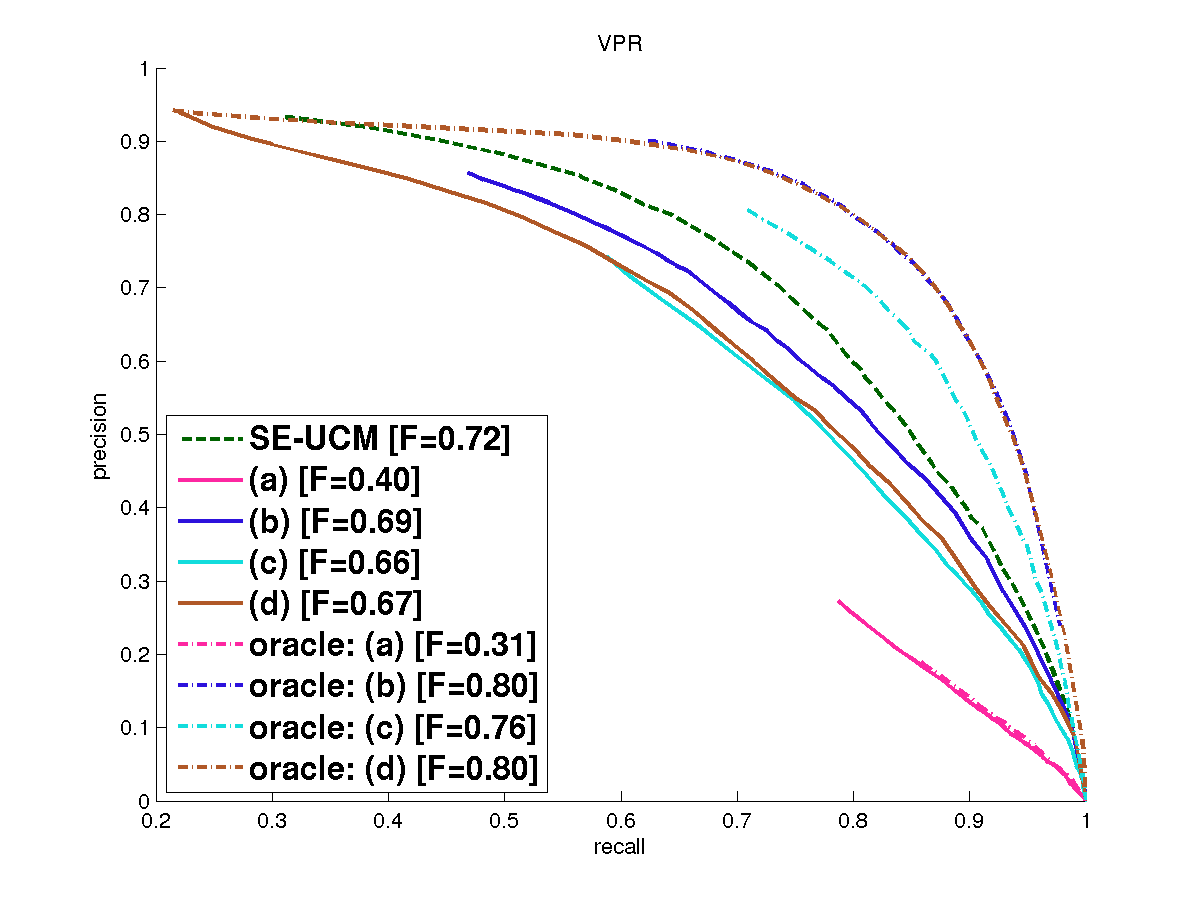 VPR
1
0.9
0.8
0.7
0.6
0.5
0.4
0.3
0.2
0.1
0
precision
SE-UCM [F=0.72]
(a) [F=0.40]
(b) [F=0.69]
(c) [F=0.66]
(d) [F=0.67]
oracle: (a) [F=0.31]
oracle: (b) [F=0.80]
oracle: (c) [F=0.76]
oracle: (d) [F=0.80]
0.2 0.3 0.4 0.5 0.6 0.7 0.8 0.9 1
recall